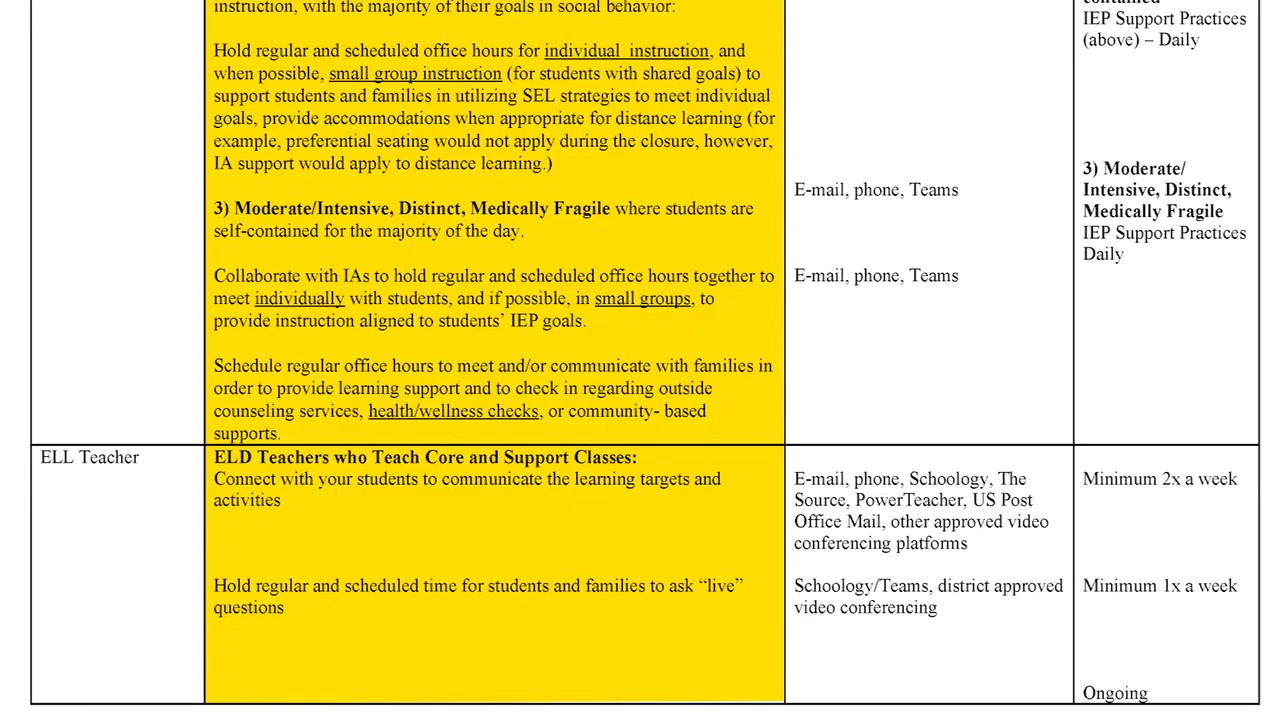 instruction, with the majority of their goals in social behavior:
Hold regular and scheduled office hours for individual instruction, and
when possible, small group instruction (for students with shared goals) to
support students and families in utilizing SEL strategies to meet individual
goals, provide accommodations when appropriate for distance learning (for
example, preferential seating would not apply during the closure, however,
IA support would apply to distance learning.)
3) Moderate/Intensive, Distinct, Medically Fragile where students are
self-contained for the majority of the day.
Collaborate with IAs to hold regular and scheduled office hours together to
meet individually with students, and if possible, in small groups, to
provide instruction aligned to students’ IEP goals.
Schedule regular office hours to meet and/or communicate with families in
order to provide learning support and to check in regarding outside
counseling services, health/wellness checks, or community- based
supports.
E-mail, phone, Teams
E-mail, phone, Teams
contained
IEP Support Practices
(above) – Daily
3) Moderate/
Intensive, Distinct,
Medically Fragile
IEP Support Practices
Daily
ELL Teacher
ELD Teachers who Teach Core and Support Classes:
Connect with your students to communicate the learning targets and
activities
Hold regular and scheduled time for students and families to ask “live”
questions
E-mail, phone, Schoology, The
Source, PowerTeacher, US Post
Office Mail, other approved video
conferencing platforms
Schoology/Teams, district approved
video conferencing
Minimum 2x a week
Minimum 1x a week
Ongoing